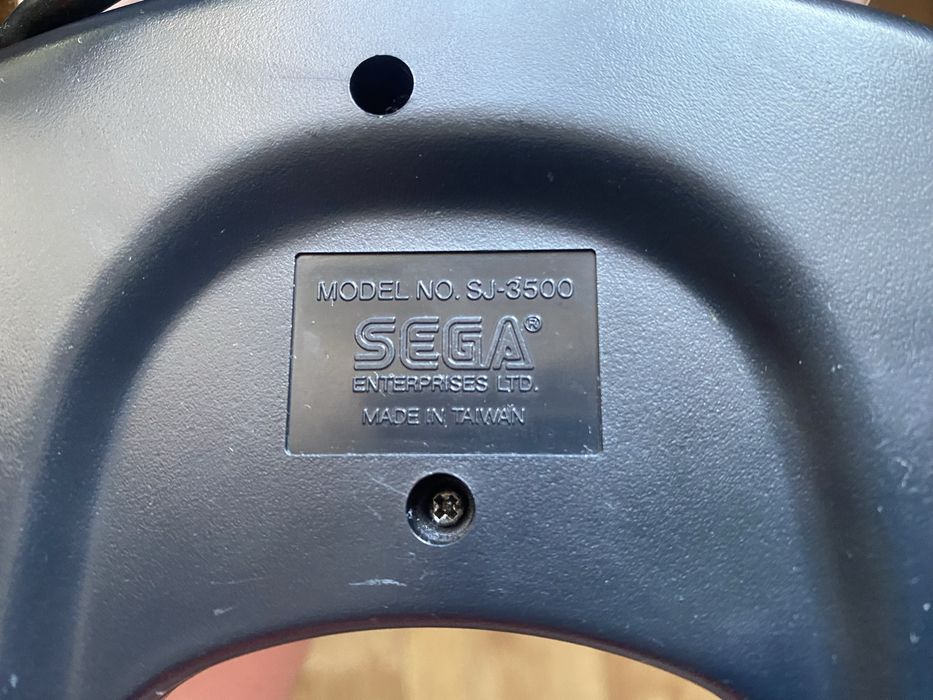 MODEL NO. SJ-3500
SEGA®
ENTERPRISES LTD.
MADE IN TAIWAN